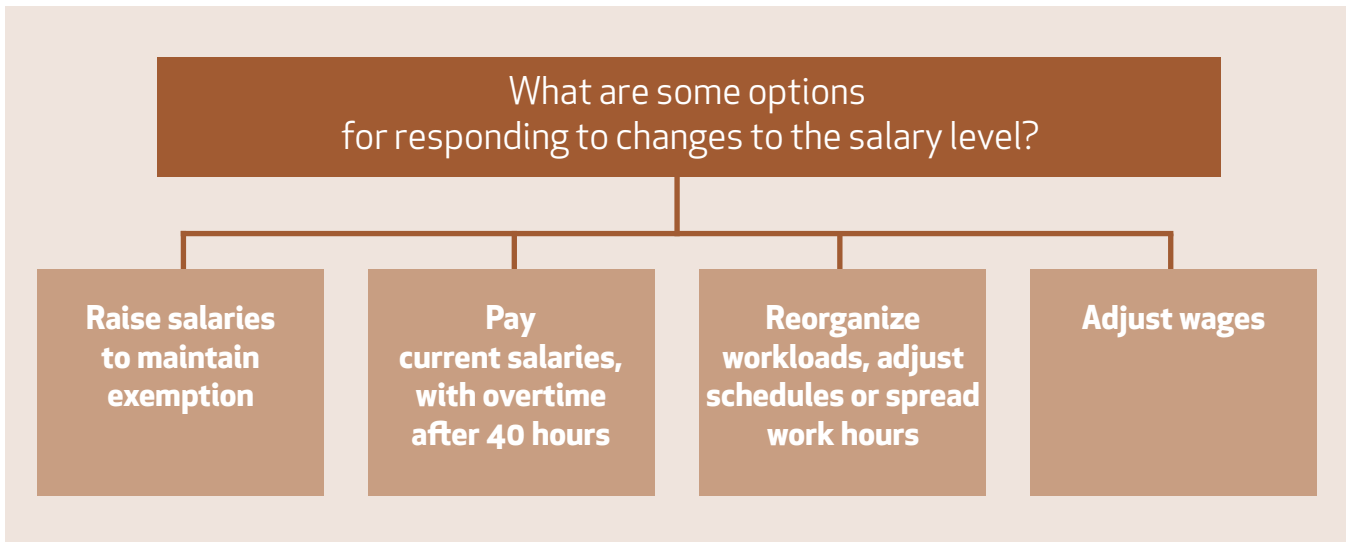 What are some options
for responding to changes to the salary level?
Raise salaries
to maintain
exemption
Pay
current salaries,
with overtime
after 40 hours
Reorganize
workloads, adjust
schedules or spread
work hours
Adjust wages